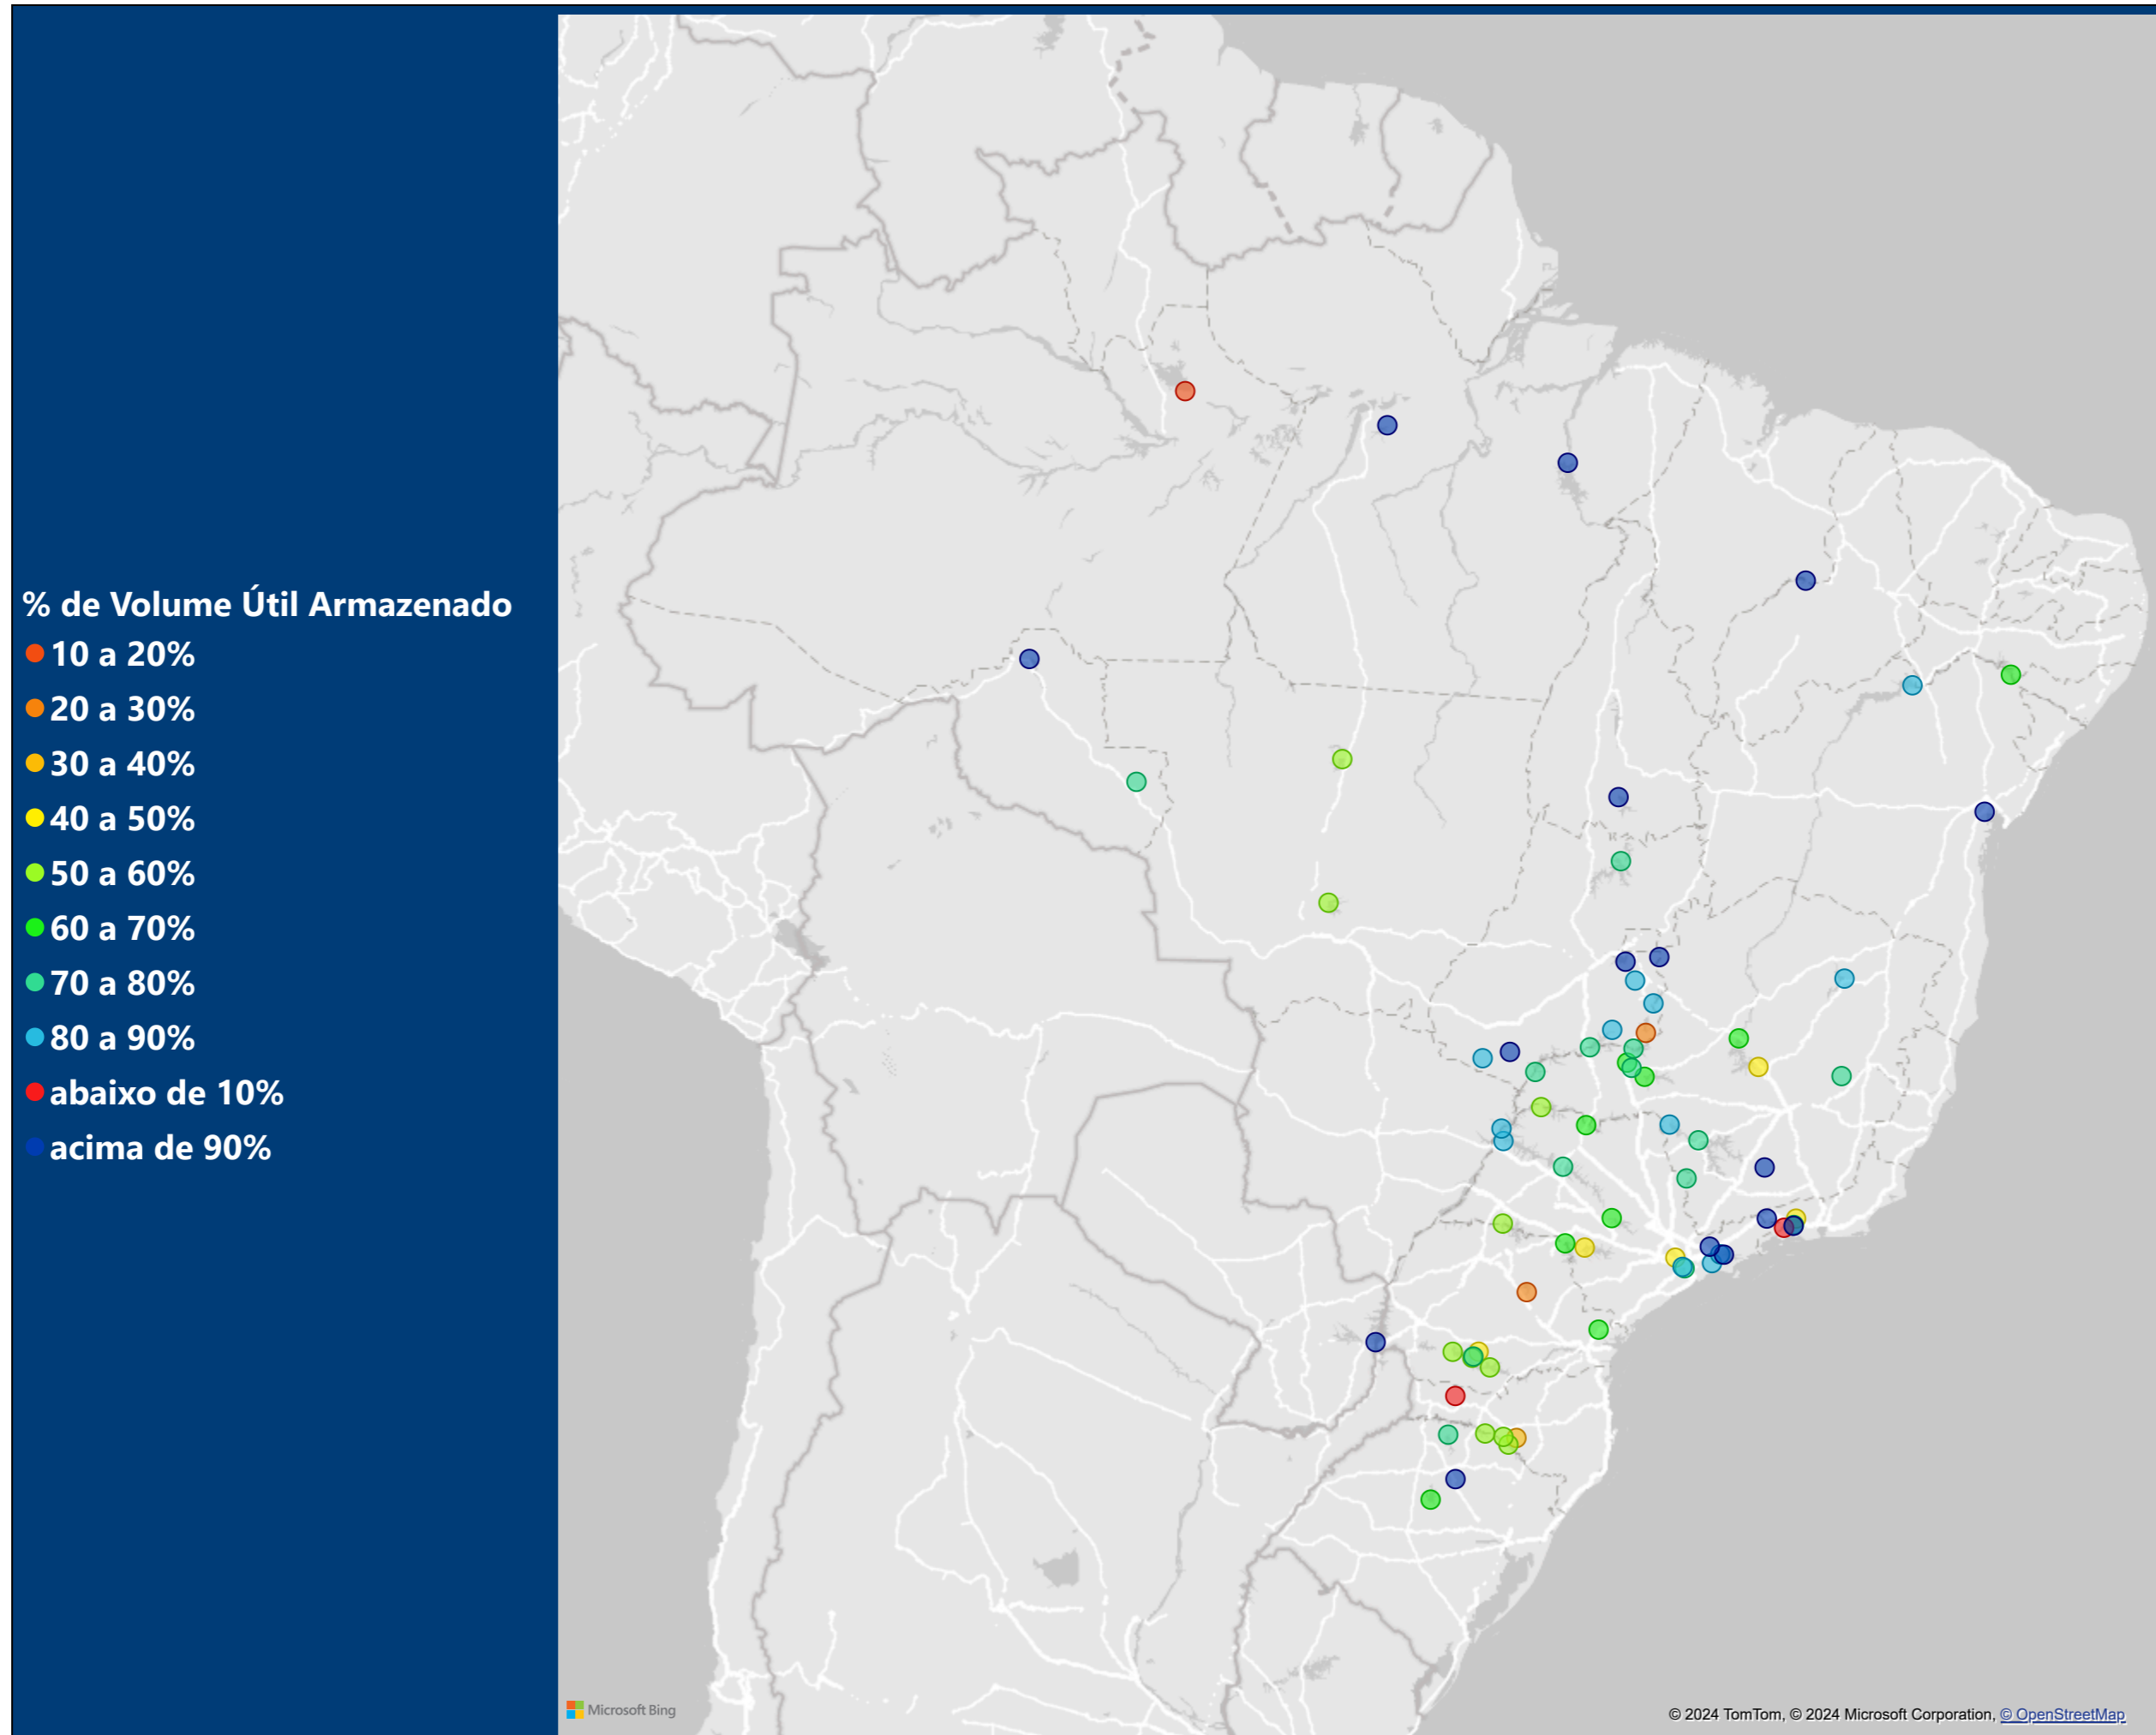 % de Volume Útil Armazenado
10 a 20%
20 a 30%
30 a 40%
40 a 50%
50 a 60%
60 a 70%
70 a 80%
80 a 90%
abaixo de 10%
acima de 90%
Microsoft Bing
© 2024 TomTom, © 2024 Microsoft Corporation, © OpenStreetMap